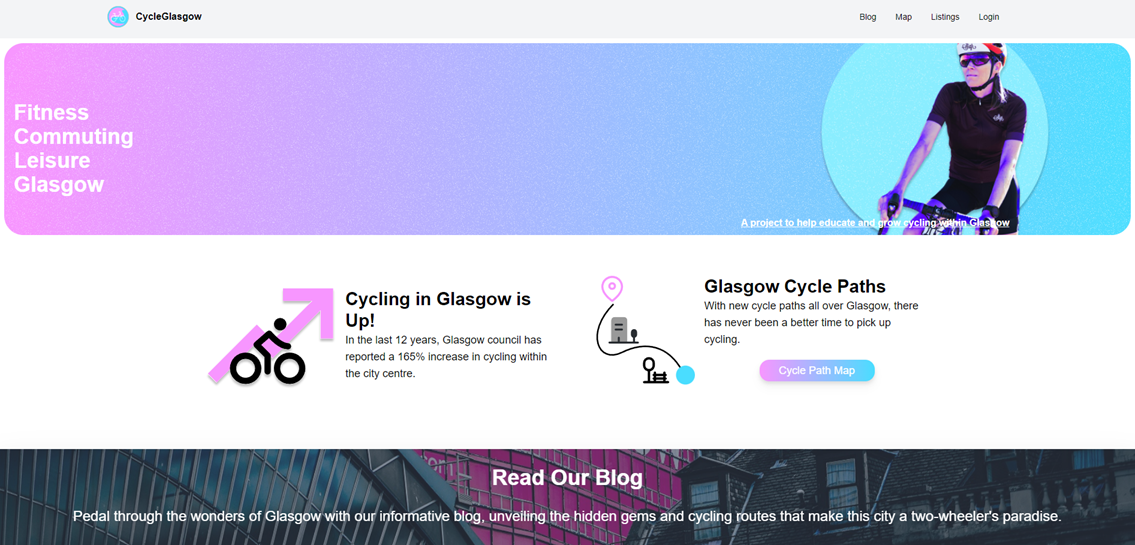 CycleGlasgow
Blog Map Listings Login
Fitness
Commuting
Leisure
Glasgow
A project to help educate and grow cycling within Glasgow
Cycling in Glasgow is
Up!
In the last 12 years, Glasgow council has
reported a 165% increase in cycling within
the city centre.
Glasgow Cycle Paths
With new cycle paths all over Glasgow, there
has never been a better time to pick up
cycling.
Cycle Path Map
Read Our Blog
Pedal through the wonders of Glasgow with our informative blog, unveiling the hidden gems and cycling routes that make this city a two-wheeler's paradise.